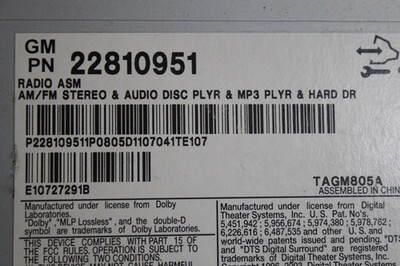 GM
PN 22810951
RADIO ASM
AM/FM STEREO & AUDIO DISC PLYR & MP3 PLYR & HARD DR
P228109511P0805D1107041TE107
TAGM805A
E10727291B
ASSEMBLED IN CHI
Manufactured under license from Dolby
Laboratories.
"Dolby", "MLP Lossless", and the double-D
symbol are trademarks of Dolby Laboratories.
THIS DEVICE COMPLIES WITH PART 15 OF
THE FCC RULES. OPERATION IS SUBJECT TO
THE FOLLOWING TWO CONDITIONS.
Manufactured under license from Digital
Theater Systems, Inc. U.S. Pat. No's.
5,451,942; 5,956,674; 5,974,380; 5,978,762;
6,226,616; 6,487,535 and other U.S. and
world-wide patents issued and pending. "DTS"
and "DTS Digital Surround" are registered
trademarks of Digital Theater Systems, Inc.